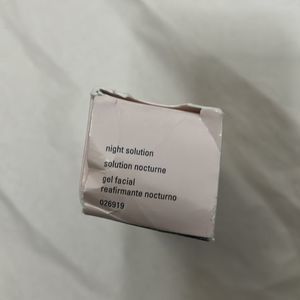 night solution
solution nocturne
gel facial
reafirmante nocturno
026919